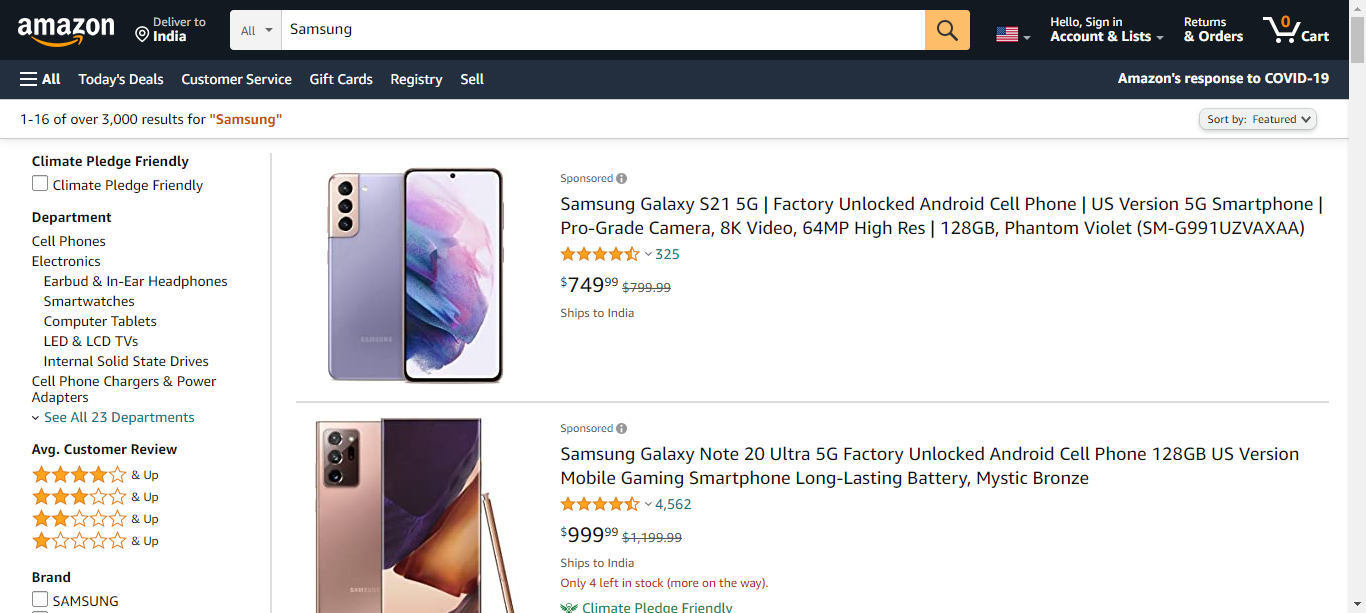 amazon
Deliver to
India
All
Samsung
Hello, Sign in
Account & Lists
Returns
& Orders
0
Cart
All
Today's Deals
Customer Service
Gift Cards
Registry
Sell
Amazon's response to COVID-19
1-16 of over 3,000 results for "Samsung"
Sort by: Featured
Climate Pledge Friendly
Climate Pledge Friendly
Department
Cell Phones
Electronics
Earbud & In-Ear Headphones
Smartwatches
Computer Tablets
LED & LCD TVs
Internal Solid State Drives
Cell Phone Chargers & Power
Adapters
See All 23 Departments
Avg. Customer Review
& Up
& Up
& Up
& Up
Brand
SAMSUNG
SAMSUNG
Sponsored
Samsung Galaxy S21 5G | Factory Unlocked Android Cell Phone | US Version 5G Smartphone |
Pro-Grade Camera, 8K Video, 64MP High Res | 128GB, Phantom Violet (SM-G991UZVAXAA)
325
$74999 $799.99
Ships to India
SAMSUNG
Sponsored
Samsung Galaxy Note 20 Ultra 5G Factory Unlocked Android Cell Phone 128GB US Version
Mobile Gaming Smartphone Long-Lasting Battery, Mystic Bronze
4,562
$99999 $1,199.99
Ships to India
Only 4 left in stock (more on the way).
Climate Pledge Friendly